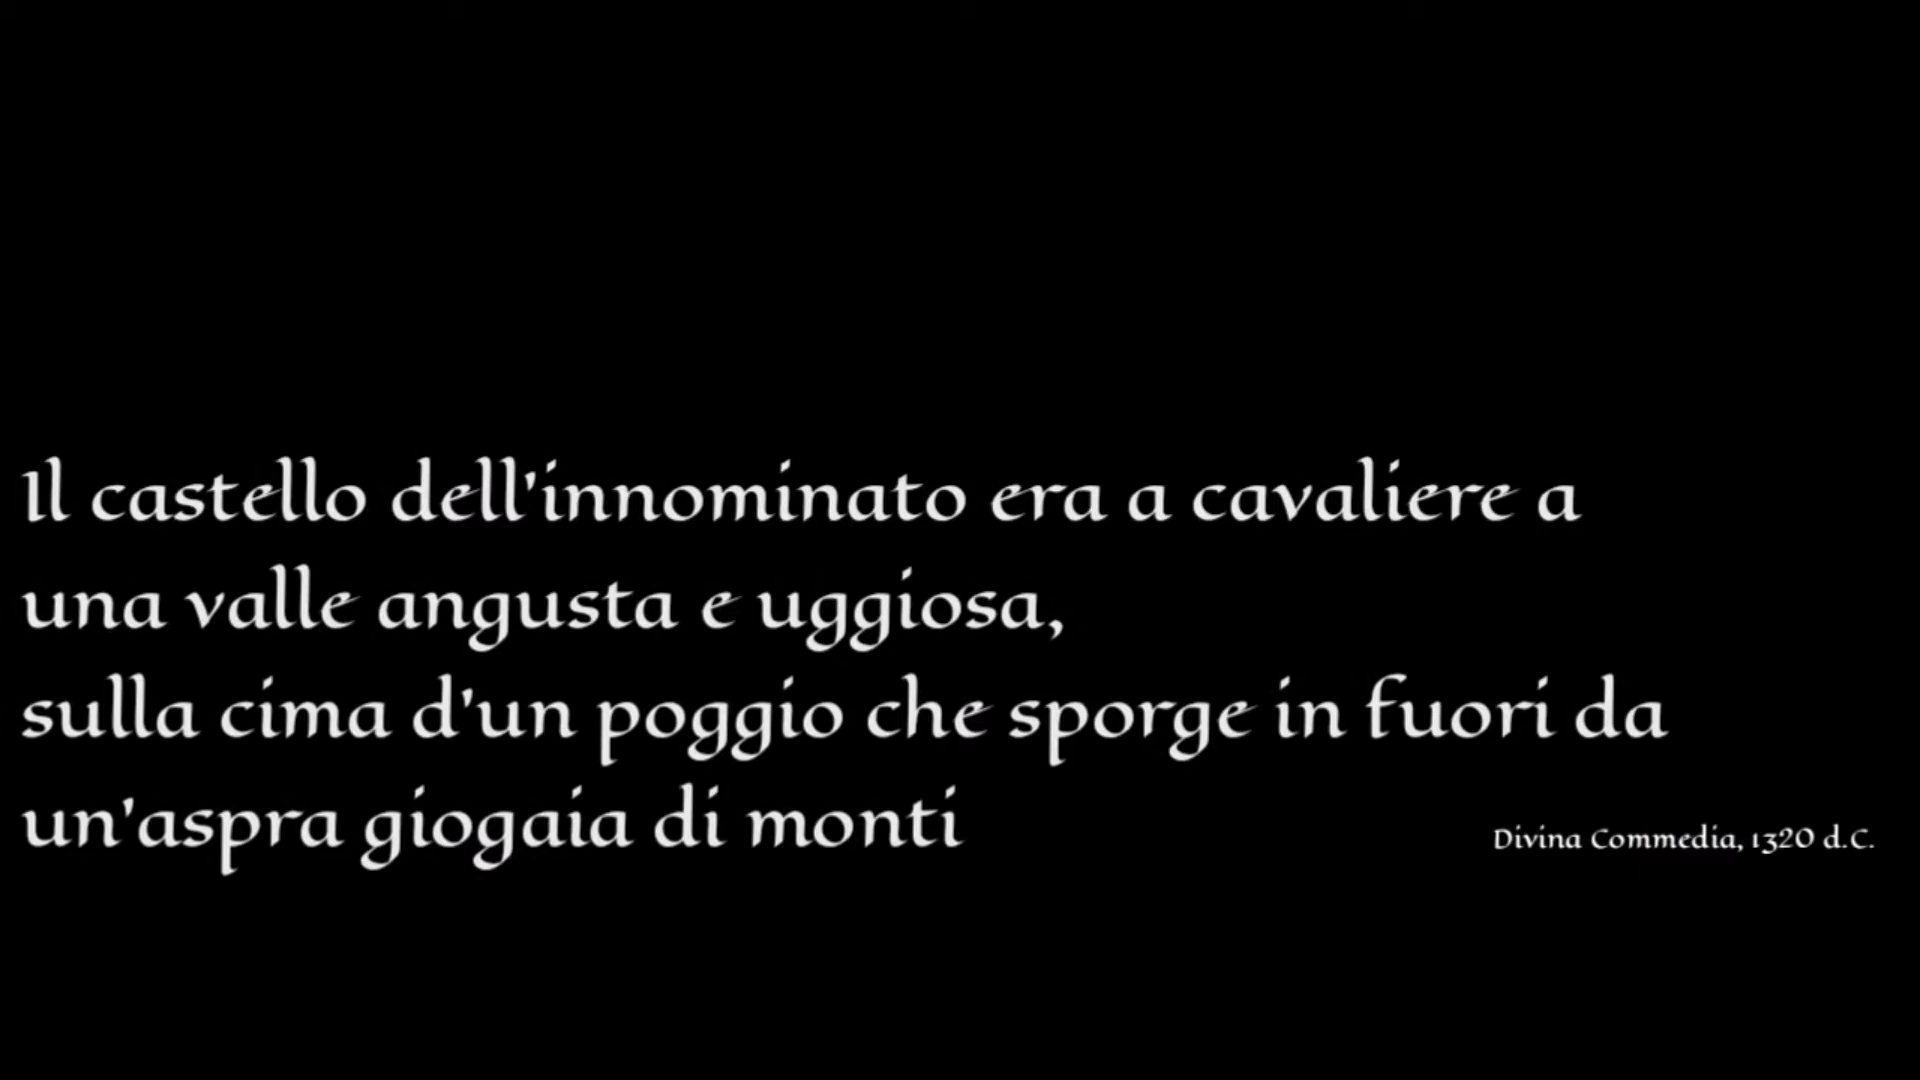 Il castello dell'innominato era a cavaliere a
una valle angusta e uggiosa,
sulla cima d'un poggio che sporge in fuori da
un'aspra giogaia di monti
Divina Commedia, 1320 d.C.